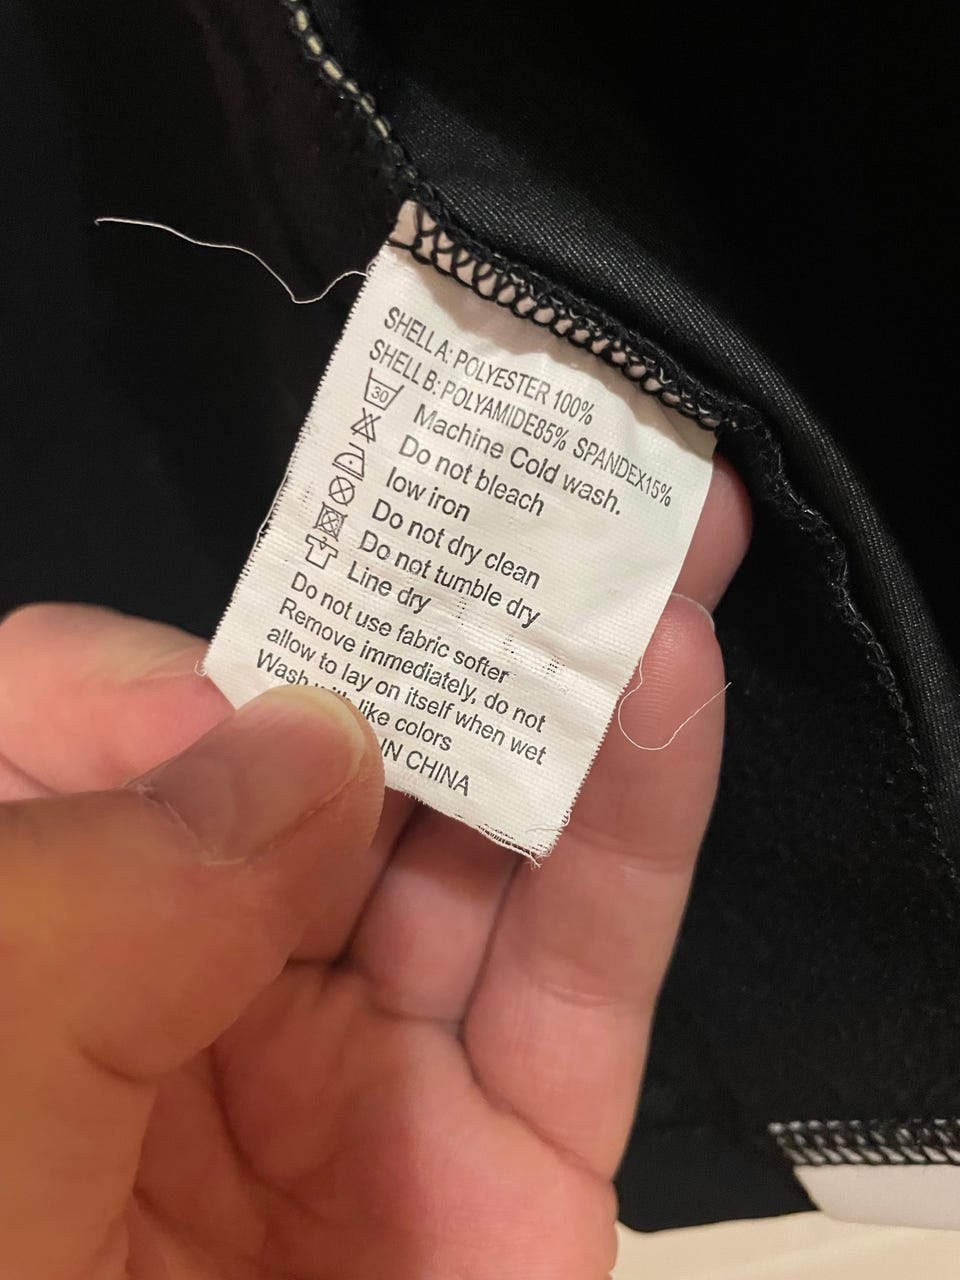 SHELL A: POLYESTER 100%
SHELL B: POLYAMIDE85% SPANDEX15%
30 Machine Cold wash.
Do not bleach
low iron
Do not dry clean
Do not tumble dry
Line dry
Do not use fabric softer
Remove immediately, do not
allow to lay on itself when wet
Wash with like colors
IN CHINA